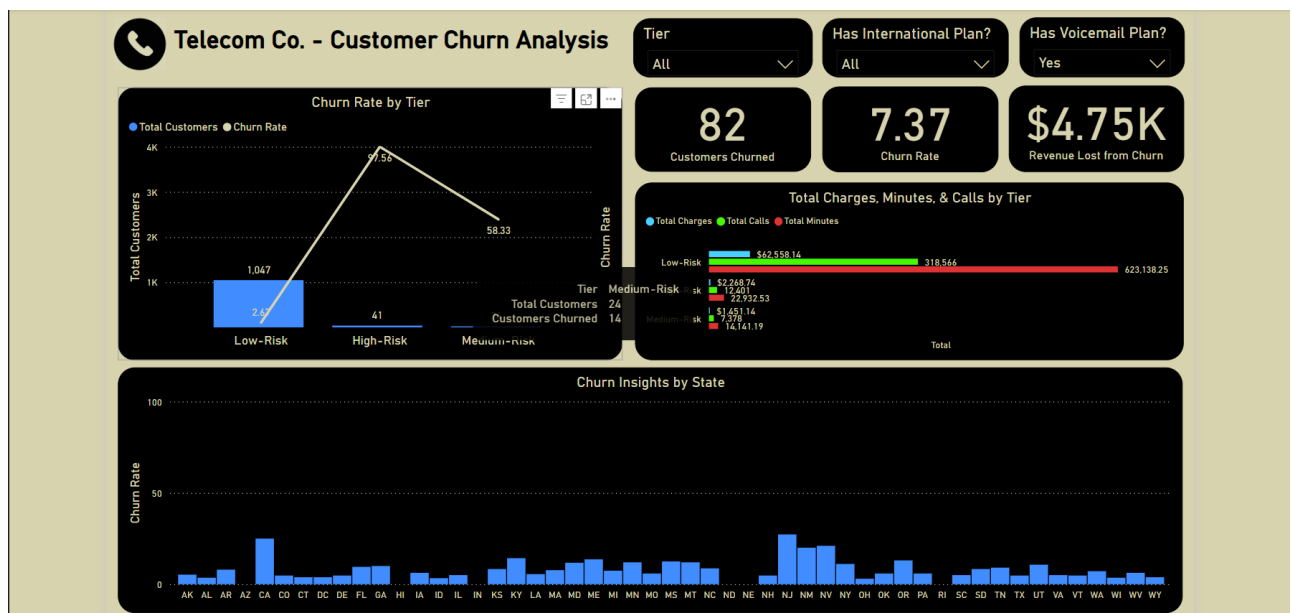 Telecom Co. - Customer Churn Analysis
Tier
All
Has International Plan?
All
Has Voicemail Plan?
Yes
Churn Rate by Tier
Total Customers Churn Rate
4K
3K
2K
1K
Total Customers
Churn Rate
97.56
58.33
1,047
41
Low-Risk High-Risk Medium-Risk
Tier Medium-Risk
Total Customers 24
Customers Churned 14
82
Customers Churned
7.37
Churn Rate
$4.75K
Revenue Lost from Churn
Total Charges, Minutes, & Calls by Tier
Total Charges Total Calls Total Minutes
Low-Risk
$62,558.14
318,566
623,138.25
$2,268.74
12,401
22,932.53
Medium-Risk
$1,451.14
7,378
14,141.19
Total
Churn Insights by State
100
50
0
Churn Rate
AK AL AR AZ CA CO CT DC DE FL GA HI IA ID IL IN KS KY LA MA MD ME MI MN MO MS MT NC ND NE NH NJ NM NV NY OH OK OR PA RI SC SD TN TX UT VA VT WA WI WV WY